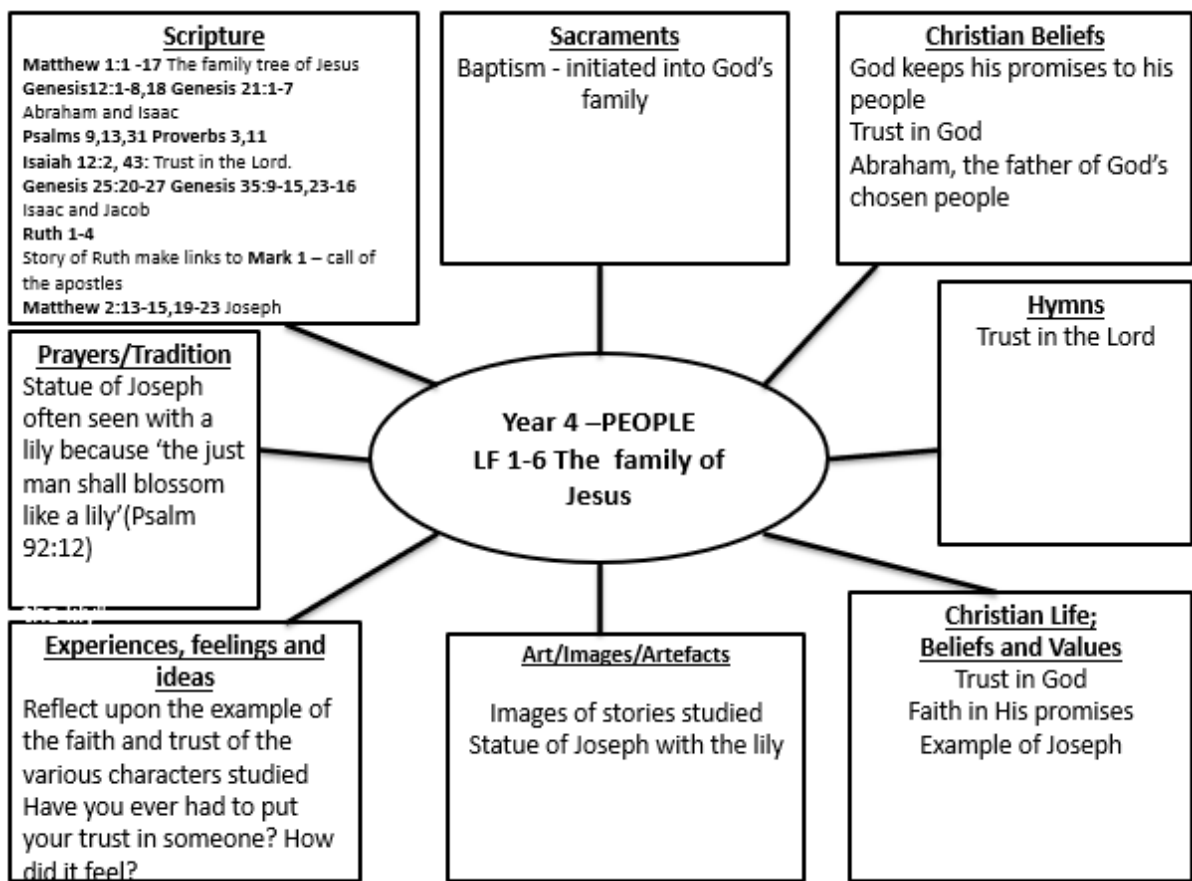 Scripture
Matthew 1:1 -17 The family tree of Jesus
Genesis12:1-8,18 Genesis 21:1-7
Abraham and Isaac
Psalms 9,13,31 Proverbs 3,11
Isaiah 12:2, 43: Trust in the Lord.
Genesis 25:20-27 Genesis 35:9-15,23-16
Isaac and Jacob
Ruth 1-4
Story of Ruth make links to Mark 1 – call of
the apostles
Matthew 2:13-15,19-23 Joseph
Sacraments
Baptism - initiated into God’s
family
Christian Beliefs
God keeps his promises to his
people
Trust in God
Abraham, the father of God’s
chosen people
Prayers/Tradition
Statue of Joseph
often seen with a
lily because ‘the just
man shall blossom
like a lily’(Psalm
92:12)
Year 4 –PEOPLE
LF 1-6 The family of
Jesus
Hymns
Trust in the Lord
Experiences, feelings and
ideas
Reflect upon the example of
the faith and trust of the
various characters studied
Have you ever had to put
your trust in someone? How
did it feel?
Art/Images/Artefacts
Images of stories studied
Statue of Joseph with the lily
Christian Life;
Beliefs and Values
Trust in God
Faith in His promises
Example of Joseph